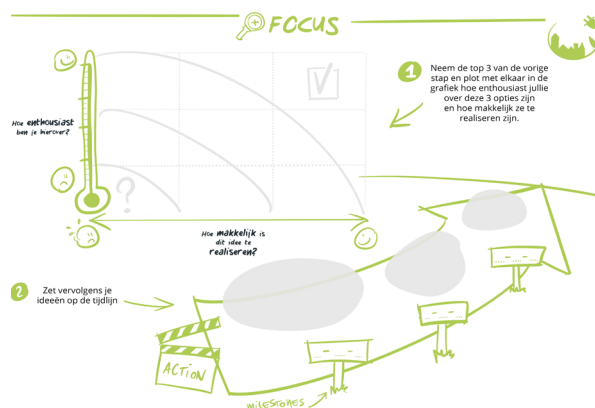 FOCUS
1
Neem de top 3 van de vorige
stap en plot met elkaar in de
grafiek hoe enthousiast jullie
over deze 3 opties zijn
en hoe makkelijk ze te
realiseren zijn.
Hoe enthousiast
ben je hierover?
?
Hoe makkelijk is
dit idee te
realiseren?
2
Zet vervolgens je
ideeën op de tijdlijn
ACTION
MILESTONES